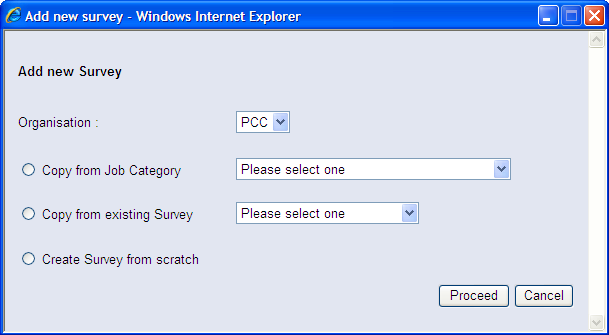 Add new survey - Windows Internet Explorer
Add new Survey
Organisation : PCC
Copy from Job Category Please select one
Copy from existing Survey Please select one
Create Survey from scratch
Proceed Cancel